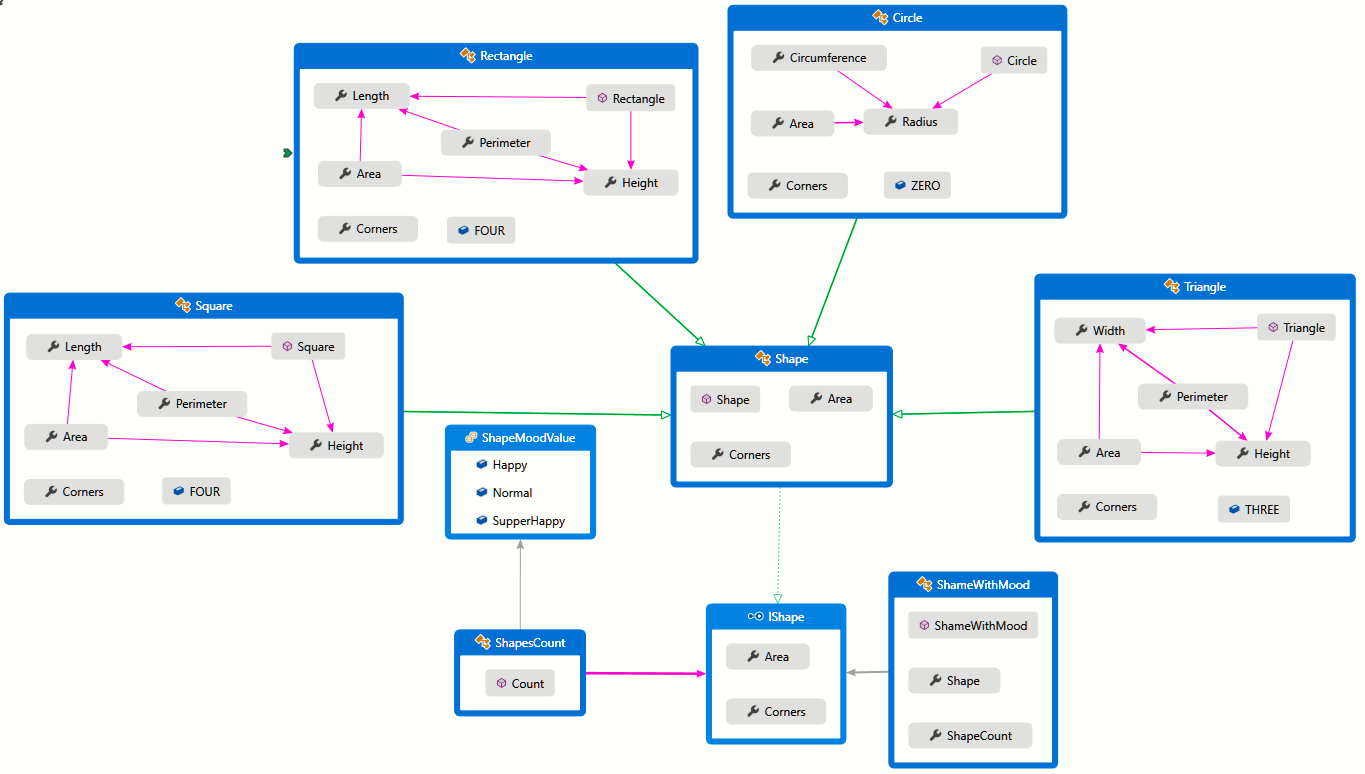 Circle
Circumference
Circle
Area
Radius
Corners
ZERO
Rectangle
Length
Rectangle
Perimeter
Area
Height
Corners
FOUR
Square
Length
Square
Perimeter
Area
Height
Corners
FOUR
Shape
Shape
Area
Corners
Triangle
Width
Triangle
Perimeter
Area
Height
Corners
THREE
ShapeMoodValue
Happy
Normal
SupperHappy
ShapesCount
Count
IShape
Area
Corners
ShameWithMood
ShameWithMood
Shape
ShapeCount